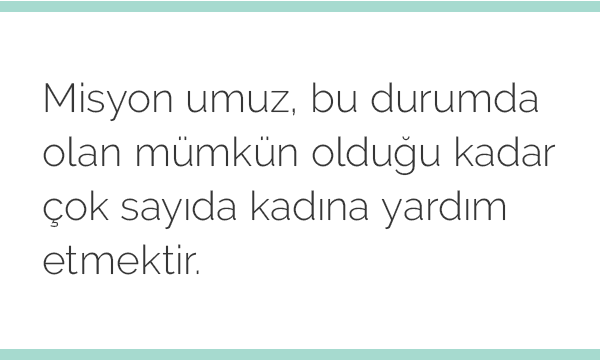 Misyon umuz, bu durumda
olan mümkün olduğu kadar
çok sayıda kadına yardım
etmektir.